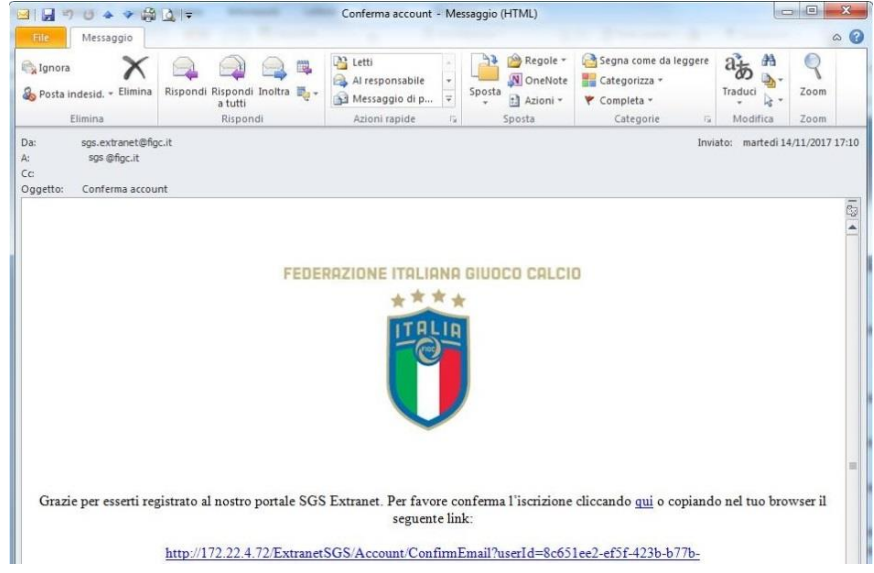 Conferma account - Messaggio (HTML)
File Messaggio
Ignora
Posta indesid.
Elimina
Rispondi
Rispondi a tutti
Inoltra
Letti
Al responsabile
Messaggio di p...
Sposta
Regole
OneNote
Azioni
Segna come da leggere
Categorizza
Completa
Traduci
Zoom
Elimina Rispondi Azioni rapide Sposta Categorie Modifica Zoom
Da: sgs.extranet@figc.it Inviato: martedì 14/11/2017 17:10
A: sgs @figc.it
Cc:
Oggetto: Conferma account
FEDERAZIONE ITALIANA GIUOCO CALCIO
ITALIA
FIGC
Grazie per esserti registrato al nostro portale SGS Extranet. Per favore conferma l'iscrizione cliccando qui o copiando nel tuo browser il
seguente link:
http://172.22.4.72/ExtranetSGS/Account/ConfirmEmail?userId=8c651ee2-ef5f-423b-b77b-